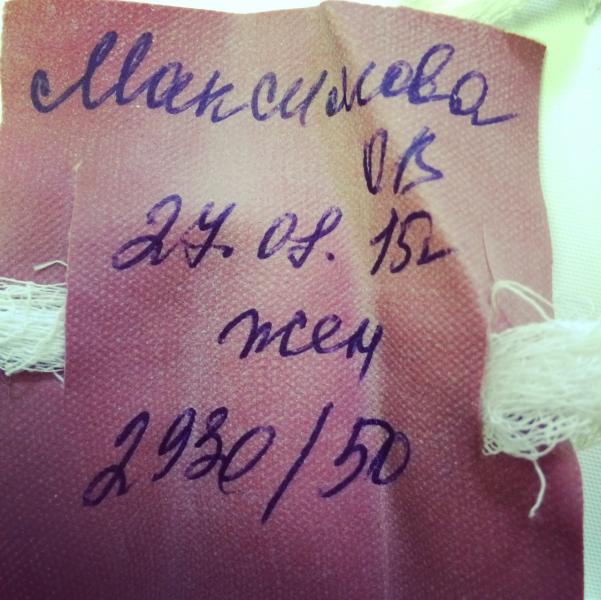 Максимова
ОВ
27.08.15г
жен
2930/50